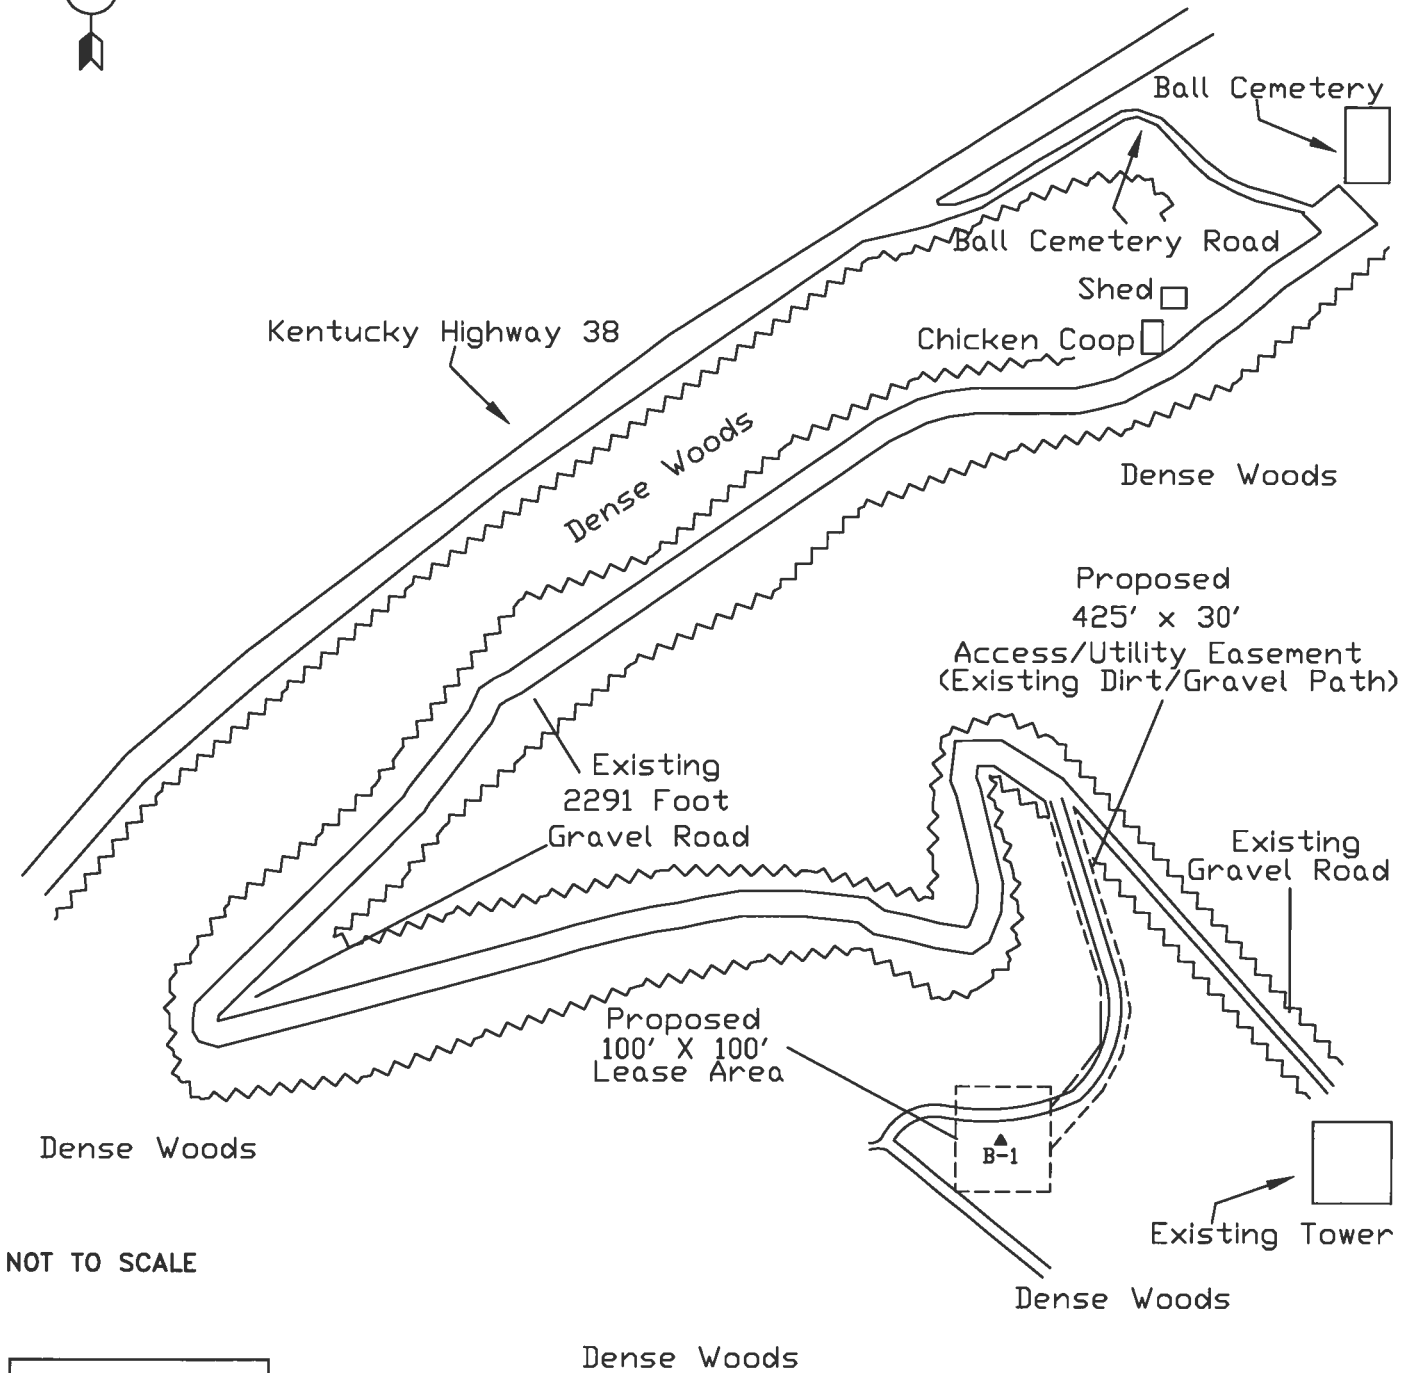 Ball Cemetery
Ball Cemetery Road
Shed
Kentucky Highway 38
Chicken Coop
Dense Woods
Dense Woods
Proposed
425' x 30'
Access/Utility Easement
(Existing Dirt/Gravel Path)
Existing
2291 Foot
Gravel Road
Existing
Gravel Road
Proposed
100' X 100'
Lease Area
Dense Woods
B-1
Existing Tower
NOT TO SCALE
Dense Woods
Dense Woods